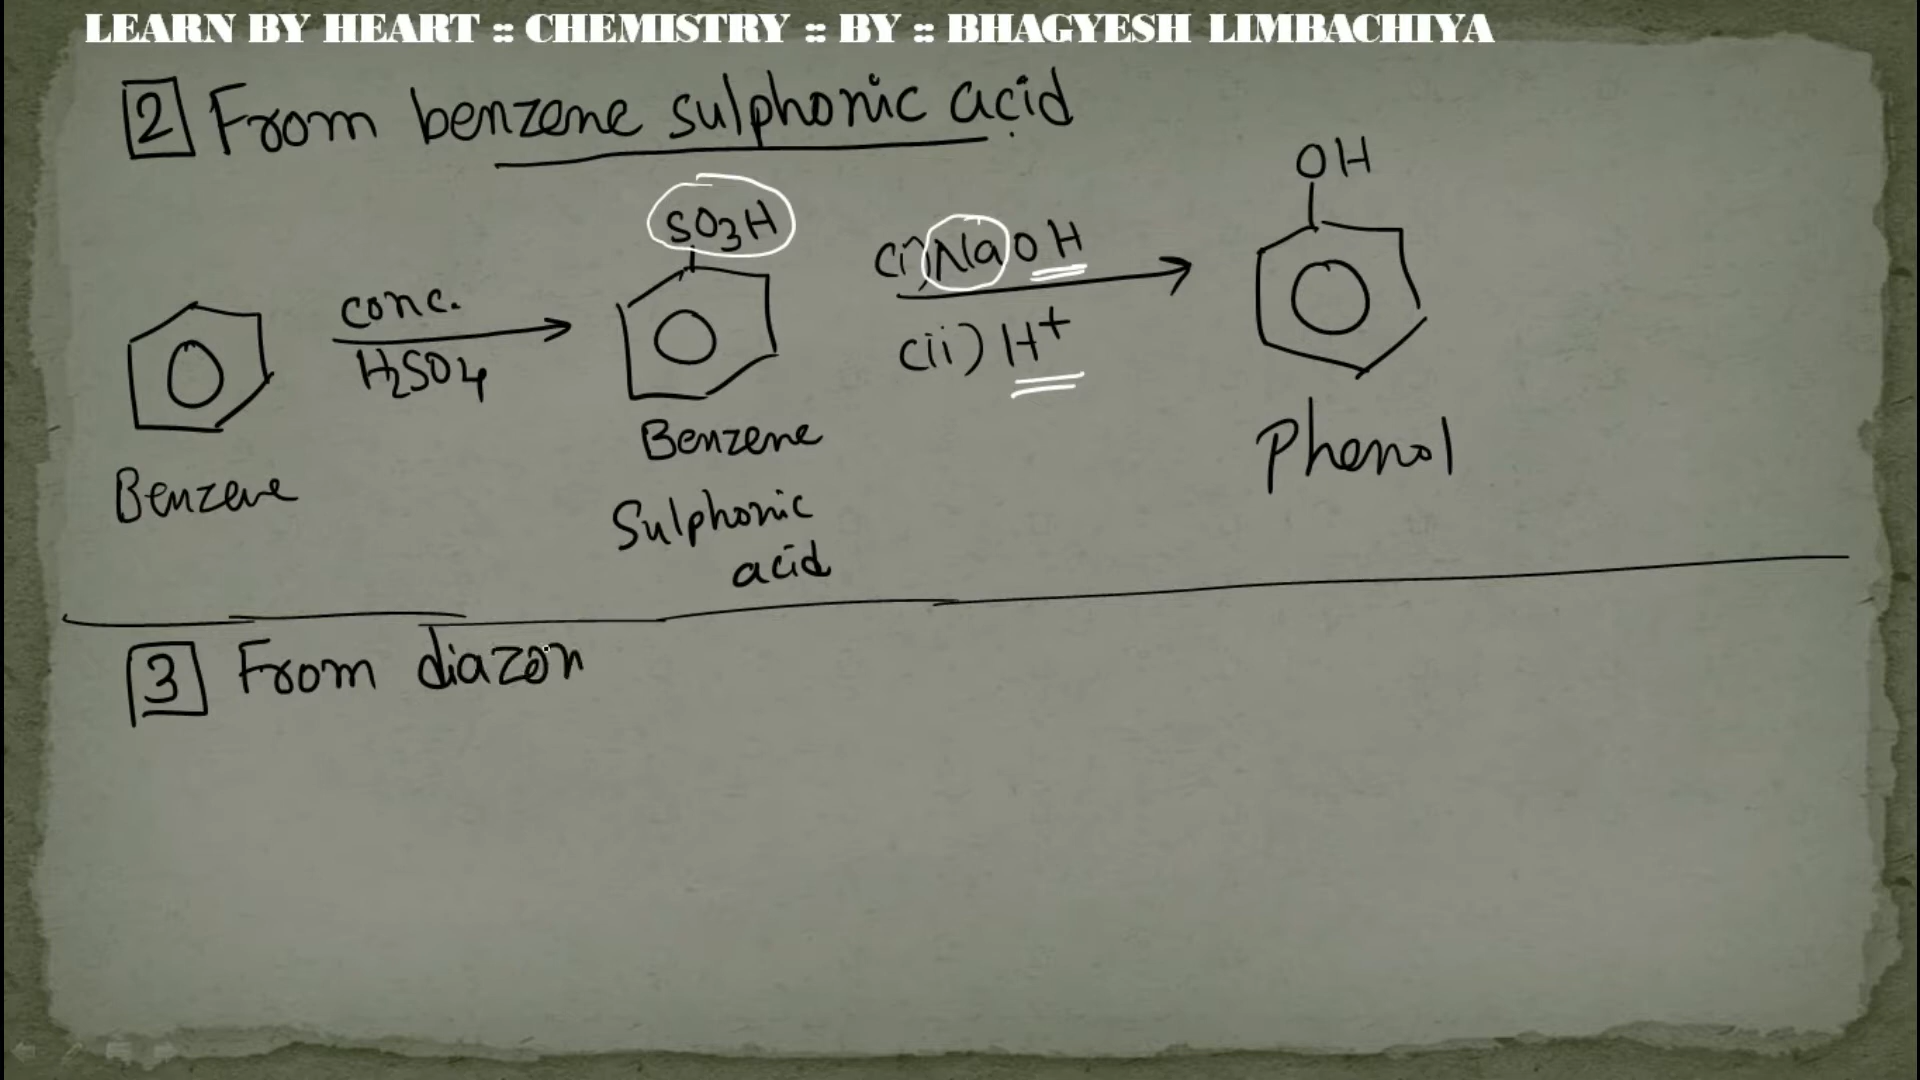 LEARN BY HEART :: CHEMISTRY :: BY :: BHAGYESH LIMBACHIYA
2 From benzene sulphonic acid
OH
SO3H
(i) NaOH
conc.
H2SO4
(ii) H+
Benzene
Sulphonic
acid
Phenol
Benzene
3 From diazon